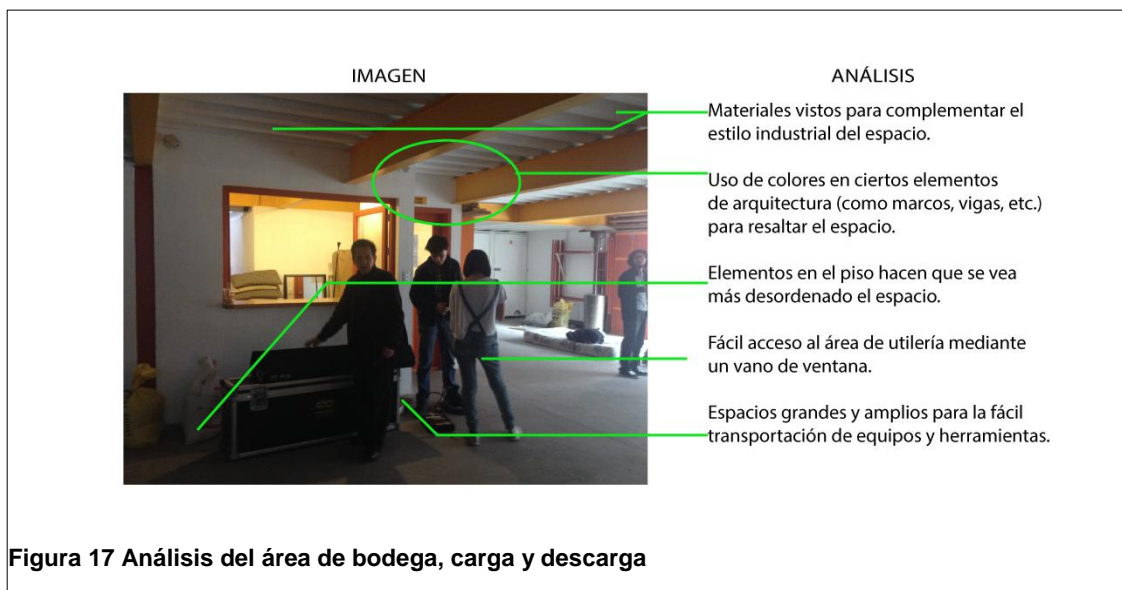 IMAGEN
ANÁLISIS
Materiales vistos para complementar el
estilo industrial del espacio.
Uso de colores en ciertos elementos
de arquitectura (como marcos, vigas, etc.)
para resaltar el espacio.
Elementos en el piso hacen que se vea
más desordenado el espacio.
Fácil acceso al área de utilería mediante
un vano de ventana.
Espacios grandes y amplios para la fácil
transportación de equipos y herramientas.
Figura 17 Análisis del área de bodega, carga y descarga